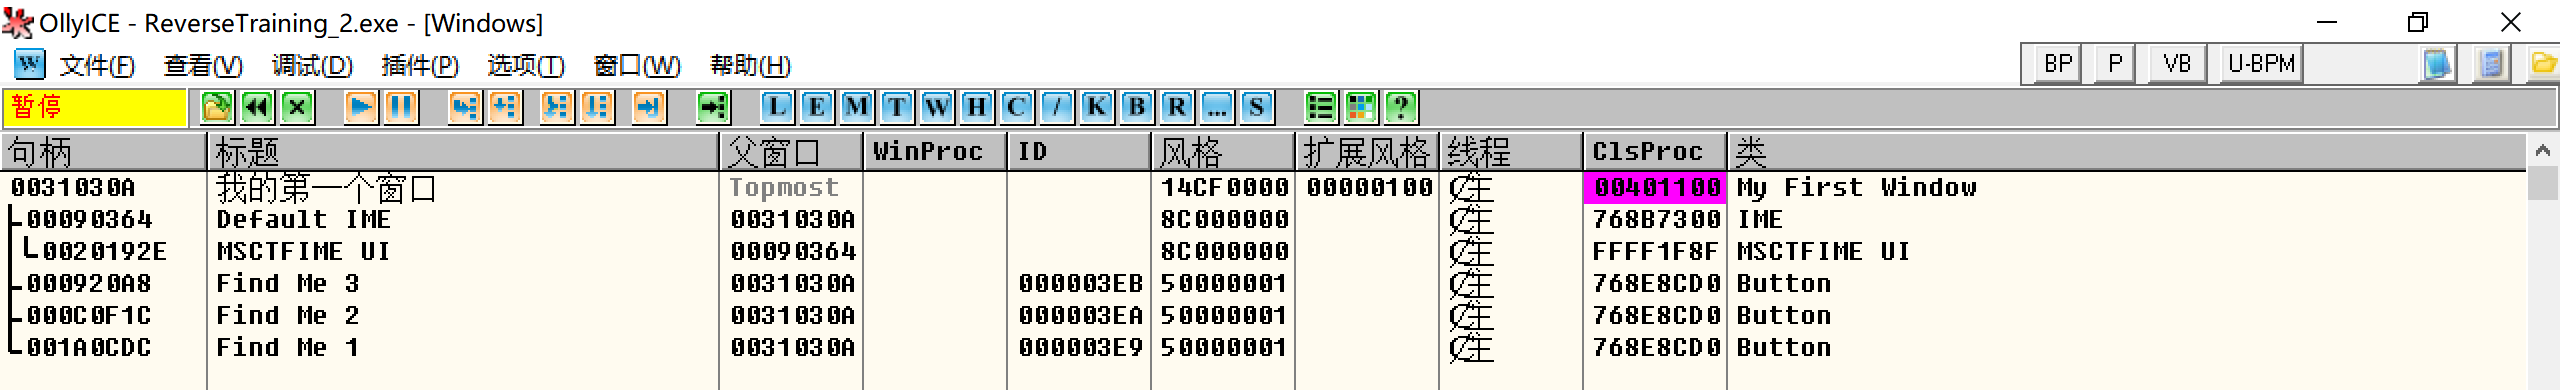 OllyICE - ReverseTraining_2.exe - [Windows]
文件(F) 查看(V) 调试(D) 插件(P) 选项(T) 窗口(W) 帮助(H) BP P VB U-BPM
暂停 L E M T W H C / K B R ... S ?
句柄 标题 父窗口 WinProc ID 风格 扩展风格 线程 ClsProc 类
0031030A 我的第一个窗口 Topmost 14CF0000 00000100 主 00401100 My First Window
00090364 Default IME 0031030A 8C000000 主 768B7300 IME
0020192E MSCTFIME UI 00090364 8C000000 主 FFFF1F8F MSCTFIME UI
000920A8 Find Me 3 0031030A 000003EB 50000001 主 768E8CD0 Button
000C0F1C Find Me 2 0031030A 000003EA 50000001 主 768E8CD0 Button
001A0CDC Find Me 1 0031030A 000003E9 50000001 主 768E8CD0 Button